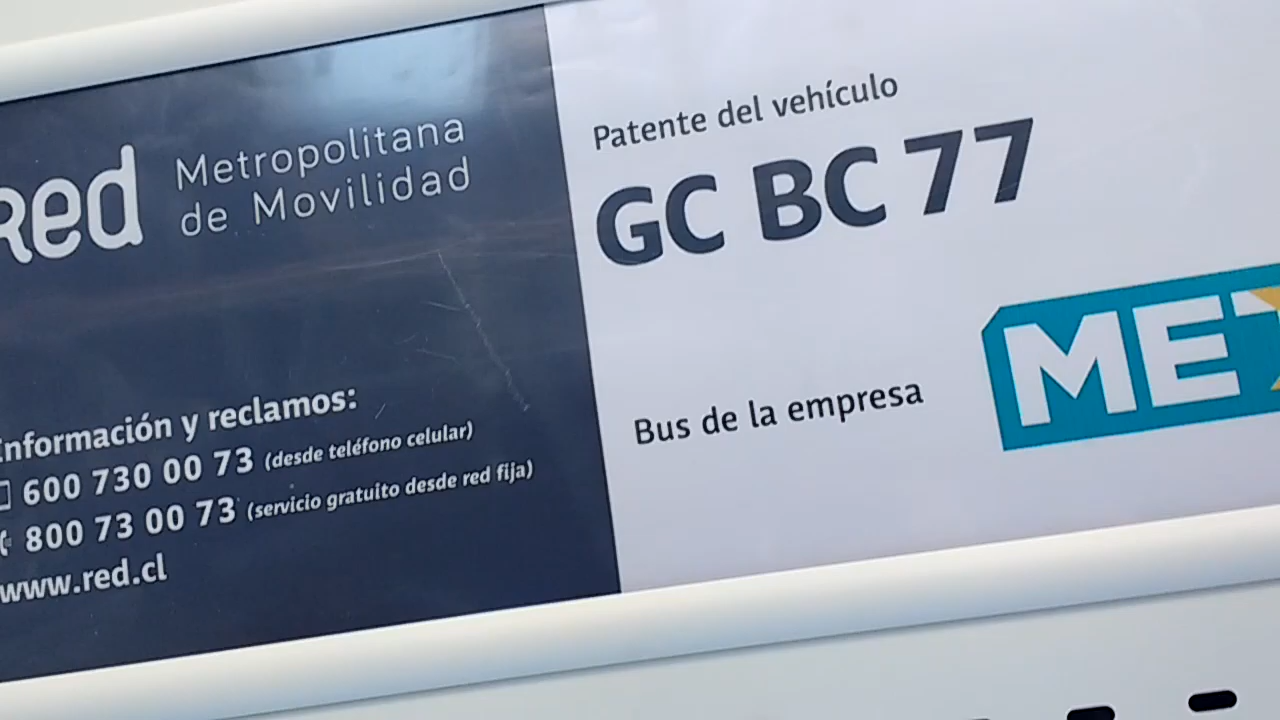 Red Metropolitana
de Movilidad
Información y reclamos:
600 730 00 73 (desde teléfono celular)
800 73 00 73 (servicio gratuito desde red fija)
www.red.cl
Patente del vehículo
GC BC 77
Bus de la empresa